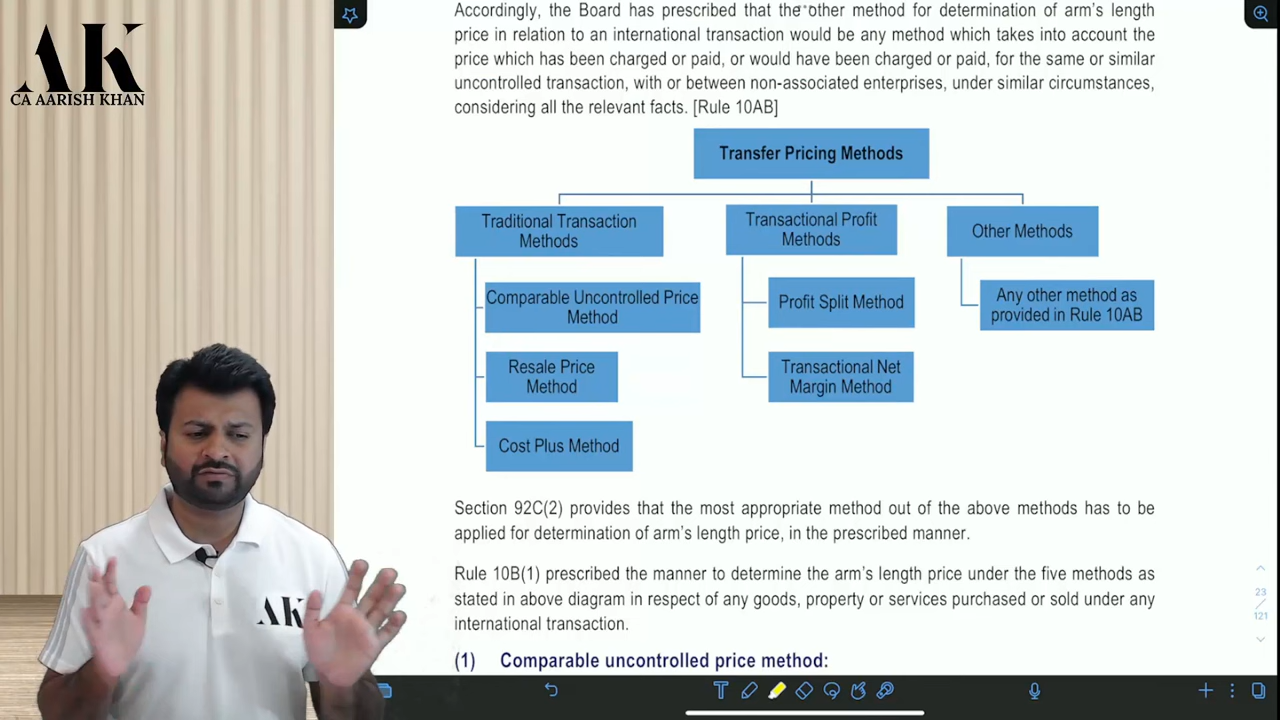 AK
CA AARISH KHAN
Accordingly, the Board has prescribed that the other method for determination of arm's length
price in relation to an international transaction would be any method which takes into account the
price which has been charged or paid, or would have been charged or paid, for the same or similar
uncontrolled transaction, with or between non-associated enterprises, under similar circumstances,
considering all the relevant facts. [Rule 10AB]
Transfer Pricing Methods
Traditional Transaction
Methods
Comparable Uncontrolled Price
Method
Resale Price
Method
Cost Plus Method
Transactional Profit
Methods
Profit Split Method
Transactional Net
Margin Method
Other Methods
Any other method as
provided in Rule 10AB
Section 92C(2) provides that the most appropriate method out of the above methods has to be
applied for determination of arm's length price, in the prescribed manner.
Rule 10B(1) prescribed the manner to determine the arm's length price under the five methods as
stated in above diagram in respect of any goods, property or services purchased or sold under any
international transaction.
(1) Comparable uncontrolled price method:
AK
23
/
121